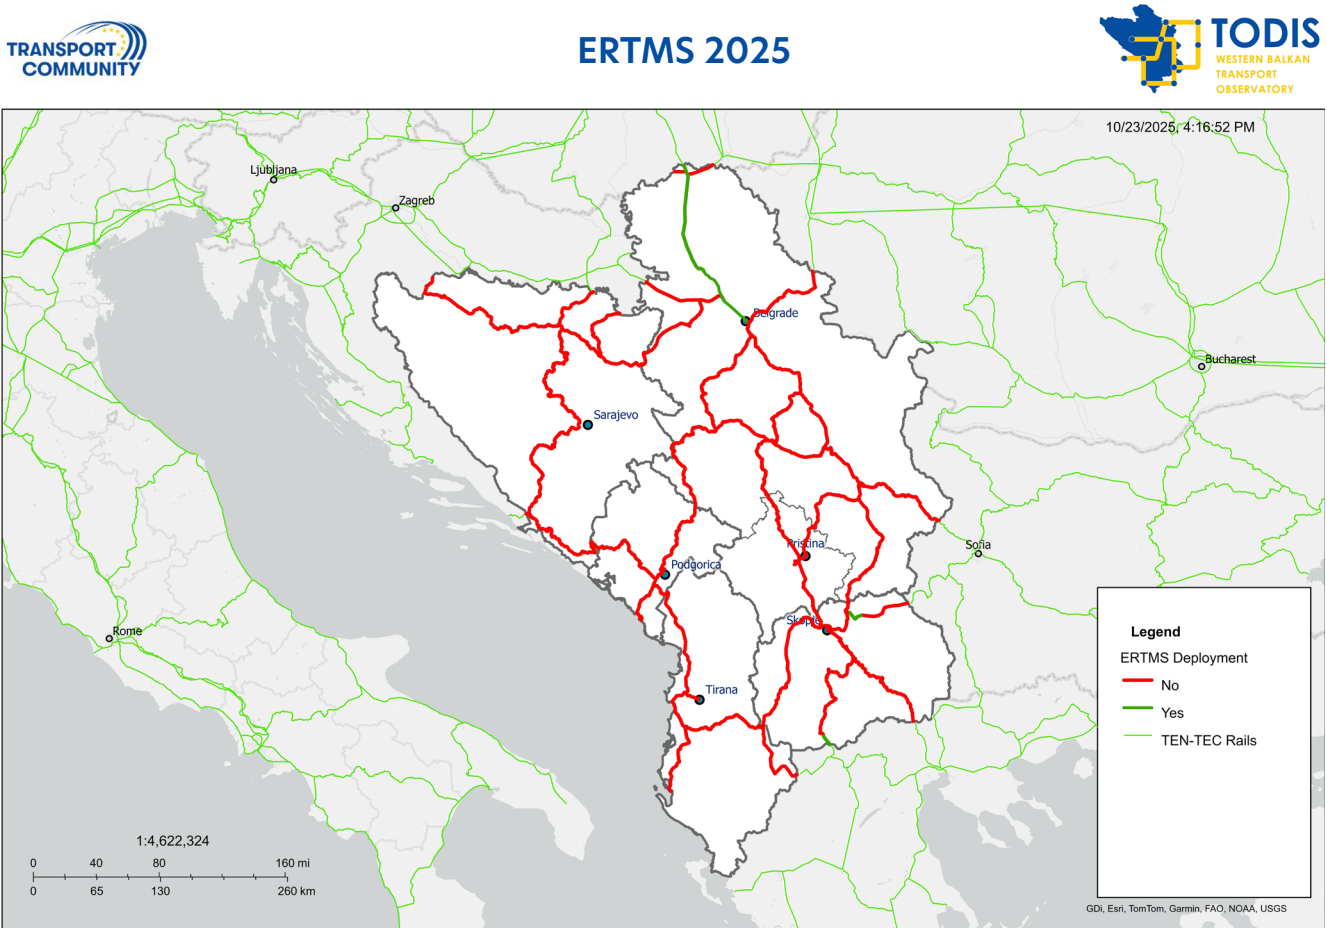 TRANSPORT
COMMUNITY
ERTMS 2025
TODIS
WESTERN BALKAN
TRANSPORT
OBSERVATORY
10/23/2025, 4:16:52 PM
Ljubljana
Zagreb
Belgrade
Bucharest
Sarajevo
Pristina
Sofia
Podgorica
Skopje
Rome
Tirana
Legend
ERTMS Deployment
No
Yes
TEN-TEC Rails
1:4,622,324
0 40 80 160 mi
0 65 130 260 km
GDi, Esri, TomTom, Garmin, FAO, NOAA, USGS